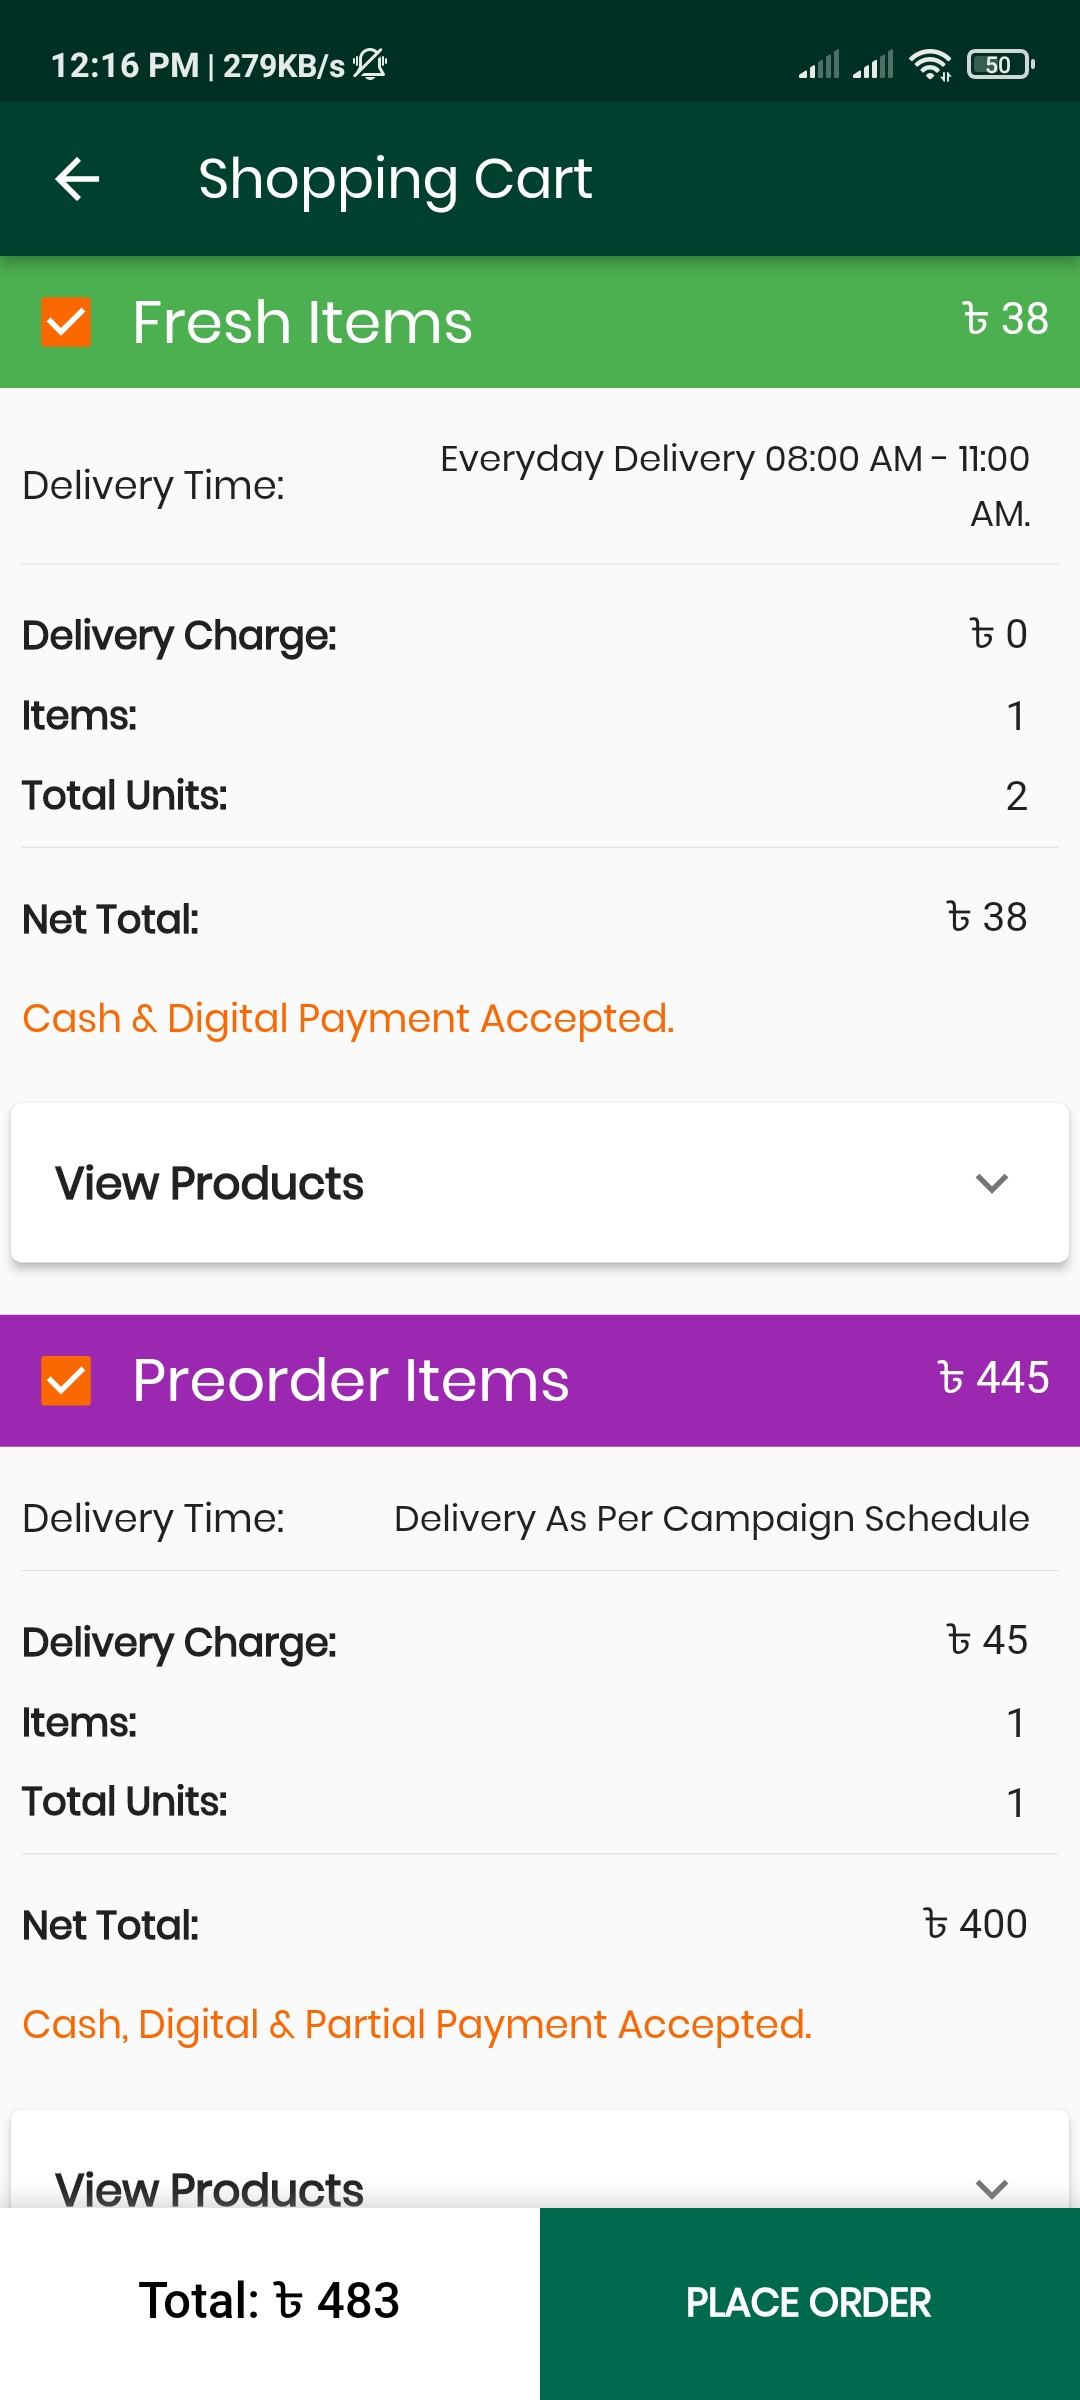 12:16 PM | 279KB/s
50
Shopping Cart
Fresh Items ৳ 38
Delivery Time: Everyday Delivery 08:00 AM - 11:00
AM.
Delivery Charge: ৳ 0
Items: 1
Total Units: 2
Net Total: ৳ 38
Cash & Digital Payment Accepted.
View Products
Preorder Items ৳ 445
Delivery Time: Delivery As Per Campaign Schedule
Delivery Charge: ৳ 45
Items: 1
Total Units: 1
Net Total: ৳ 400
Cash, Digital & Partial Payment Accepted.
View Products
Total: ৳ 483
PLACE ORDER